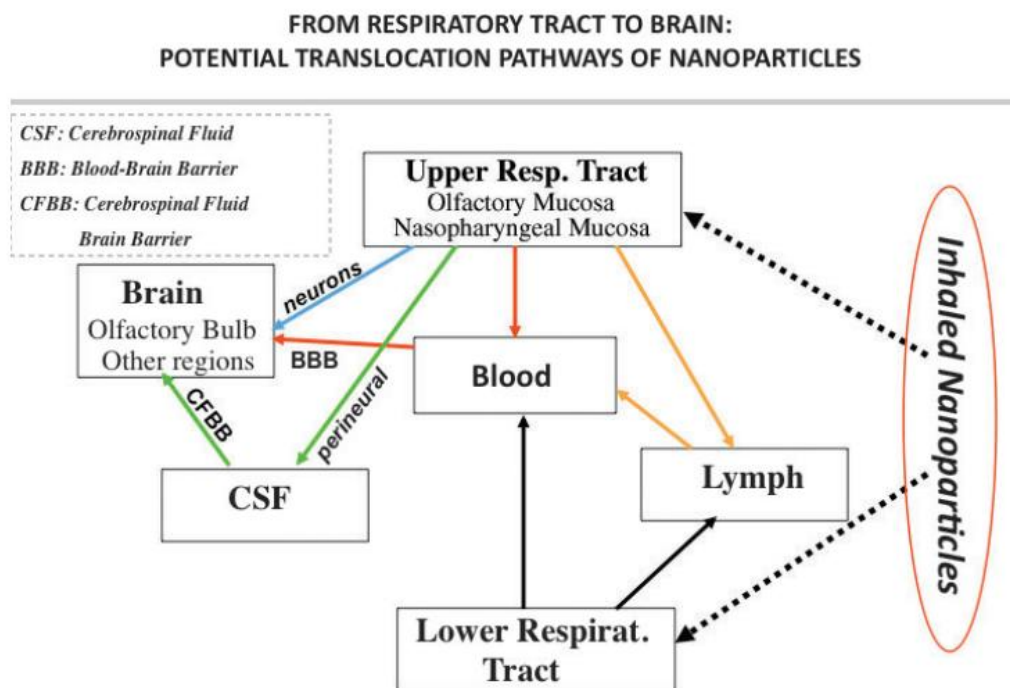 FROM RESPIRATORY TRACT TO BRAIN:
POTENTIAL TRANSLOCATION PATHWAYS OF NANOPARTICLES
CSF: Cerebrospinal Fluid
BBB: Blood-Brain Barrier
CFBB: Cerebrospinal Fluid
Brain Barrier
Upper Resp. Tract
Olfactory Mucosa
Nasopharyngeal Mucosa
Brain
Olfactory Bulb
Other regions
neurons
BBB
Blood
CFBB
perineural
CSF
Lymph
Lower Respirat.
Tract
Inhaled Nanoparticles